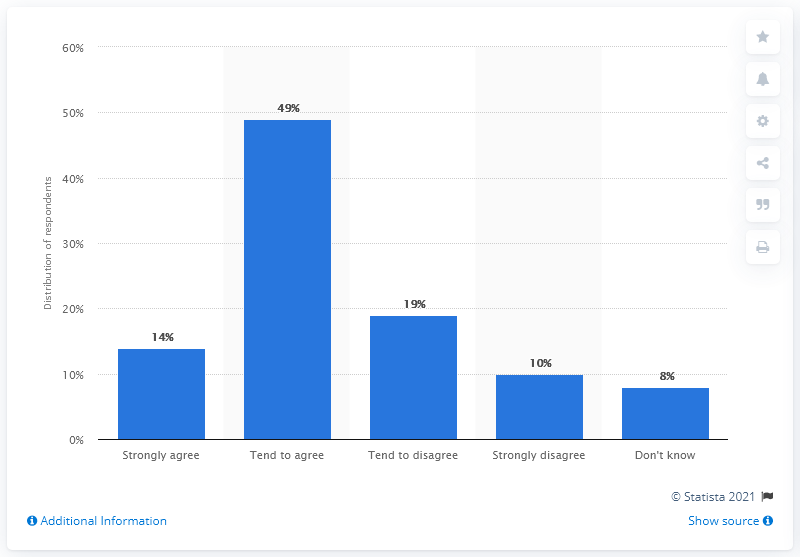 60%
50%
40%
30%
20%
10%
0%
Distribution of respondents
14%
49%
19%
10%
8%
Strongly agree
Tend to agree
Tend to disagree
Strongly disagree
Don't know
© Statista 2021
Additional Information
Show source